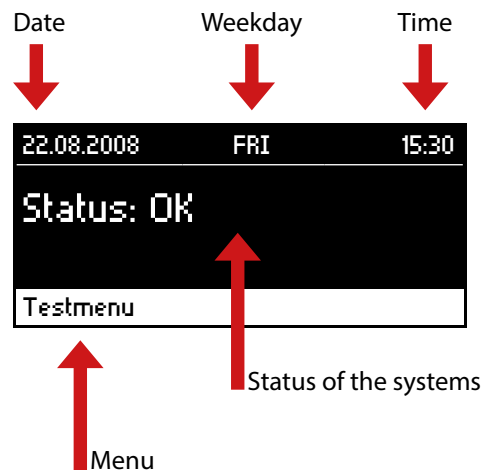 Date Weekday Time
22.08.2008 FRI 15:30
Status: OK
Testmenu
Status of the systems
Menu